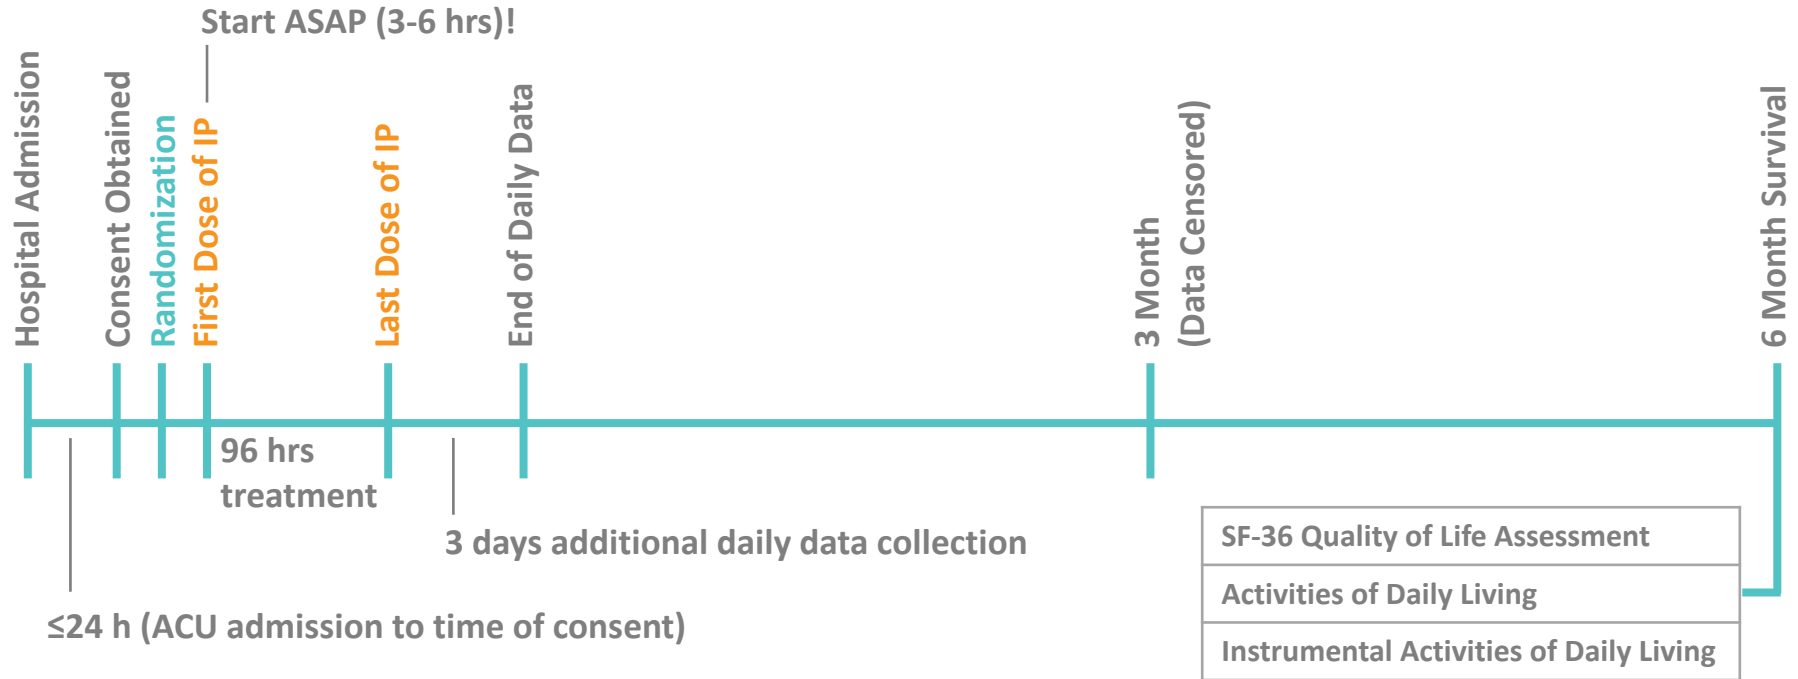 Start ASAP (3-6 hrs)!
Hospital Admission
Consent Obtained
Randomization
First Dose of IP
Last Dose of IP
End of Daily Data
3 Month
(Data Censored)
6 Month Survival
96 hrs
treatment
3 days additional daily data collection
≤24 h (ACU admission to time of consent)
SF-36 Quality of Life Assessment
Activities of Daily Living
Instrumental Activities of Daily Living